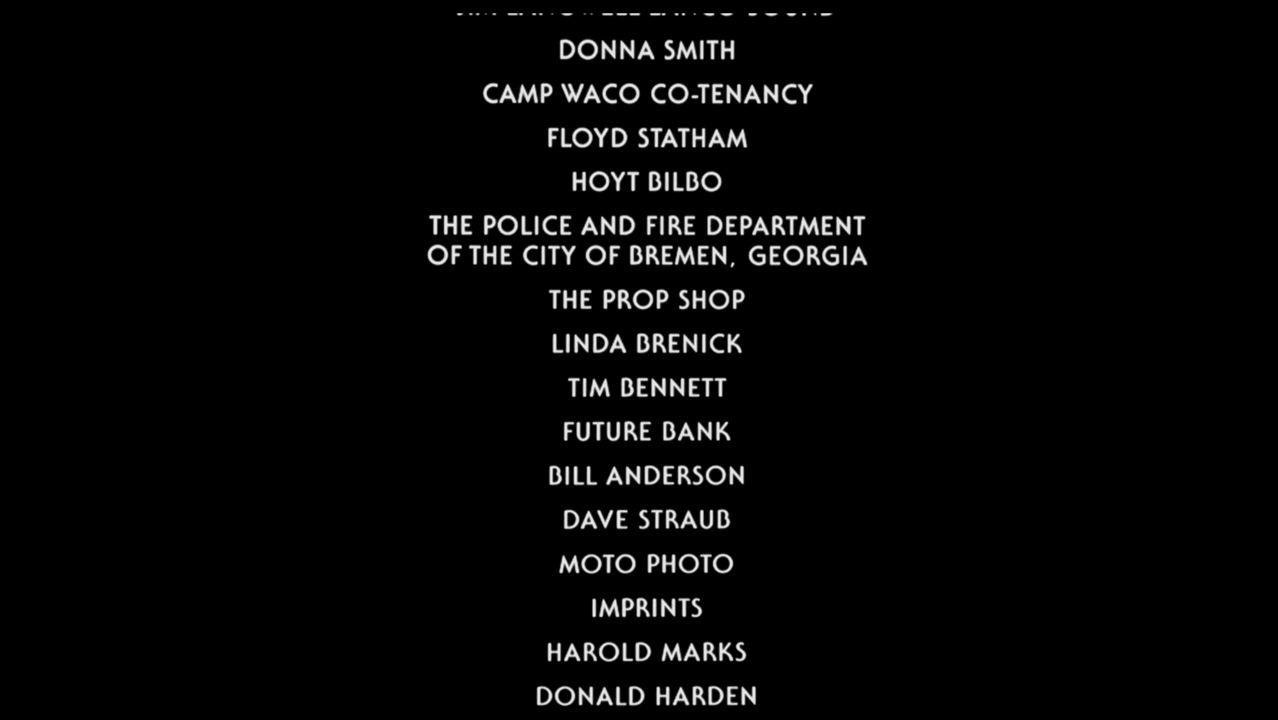 DONNA SMITH
CAMP WACO CO-TENANCY
FLOYD STATHAM
HOYT BILBO
THE POLICE AND FIRE DEPARTMENT
OF THE CITY OF BREMEN, GEORGIA
THE PROP SHOP
LINDA BRENICK
TIM BENNETT
FUTURE BANK
BILL ANDERSON
DAVE STRAUB
MOTO PHOTO
IMPRINTS
HAROLD MARKS
DONALD HARDEN